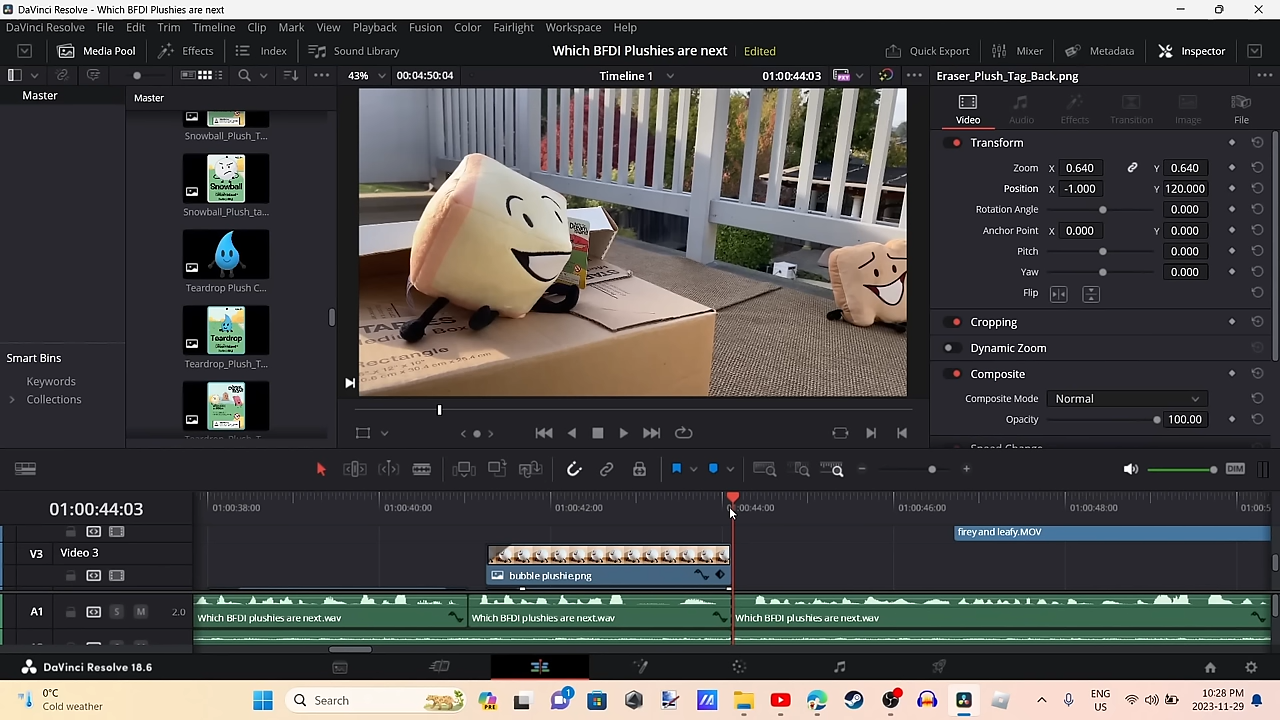 DaVinci Resolve - Which BFDI Plushies are next
DaVinci Resolve File Edit Trim Timeline Clip Mark View Playback Fusion Color Fairlight Workspace Help
Media Pool Effects Index Sound Library Which BFDI Plushies are next Edited Quick Export Mixer Metadata Inspector
43% 00:04:50:04 Timeline 1 01:00:44:03 Eraser_Plush_Tag_Back.png
Master Master
Video Audio Effects Transition Image File
Snowball_Plush_T...
Transform
Zoom X 0.640 Y 0.640
Position X -1.000 Y 120.000
Snowball
Snowball_Plush_ta...
Rotation Angle 0.000
Anchor Point X 0.000 Y 0.000
Pitch 0.000
Yaw 0.000
Teardrop Plush C...
Flip
Cropping
Teardrop
Dynamic Zoom
Smart Bins
Teardrop_Plush_T...
Composite
Keywords
Composite Mode Normal
Collections
Opacity 100.00
DIM
01:00:44:03
01:00:38:00 01:00:40:00 01:00:42:00 01:00:44:00 01:00:46:00 01:00:48:00
firey and leafy.MOV
V3 Video 3
bubble plushie.png
A1 S M 2.0
Which BFDI plushies are next.wav Which BFDI plushies are next.wav Which BFDI plushies are next.wav
DaVinci Resolve 18.6
0°C
Cold weather
Search
1
ENG
US
10:28 PM
2023-11-29